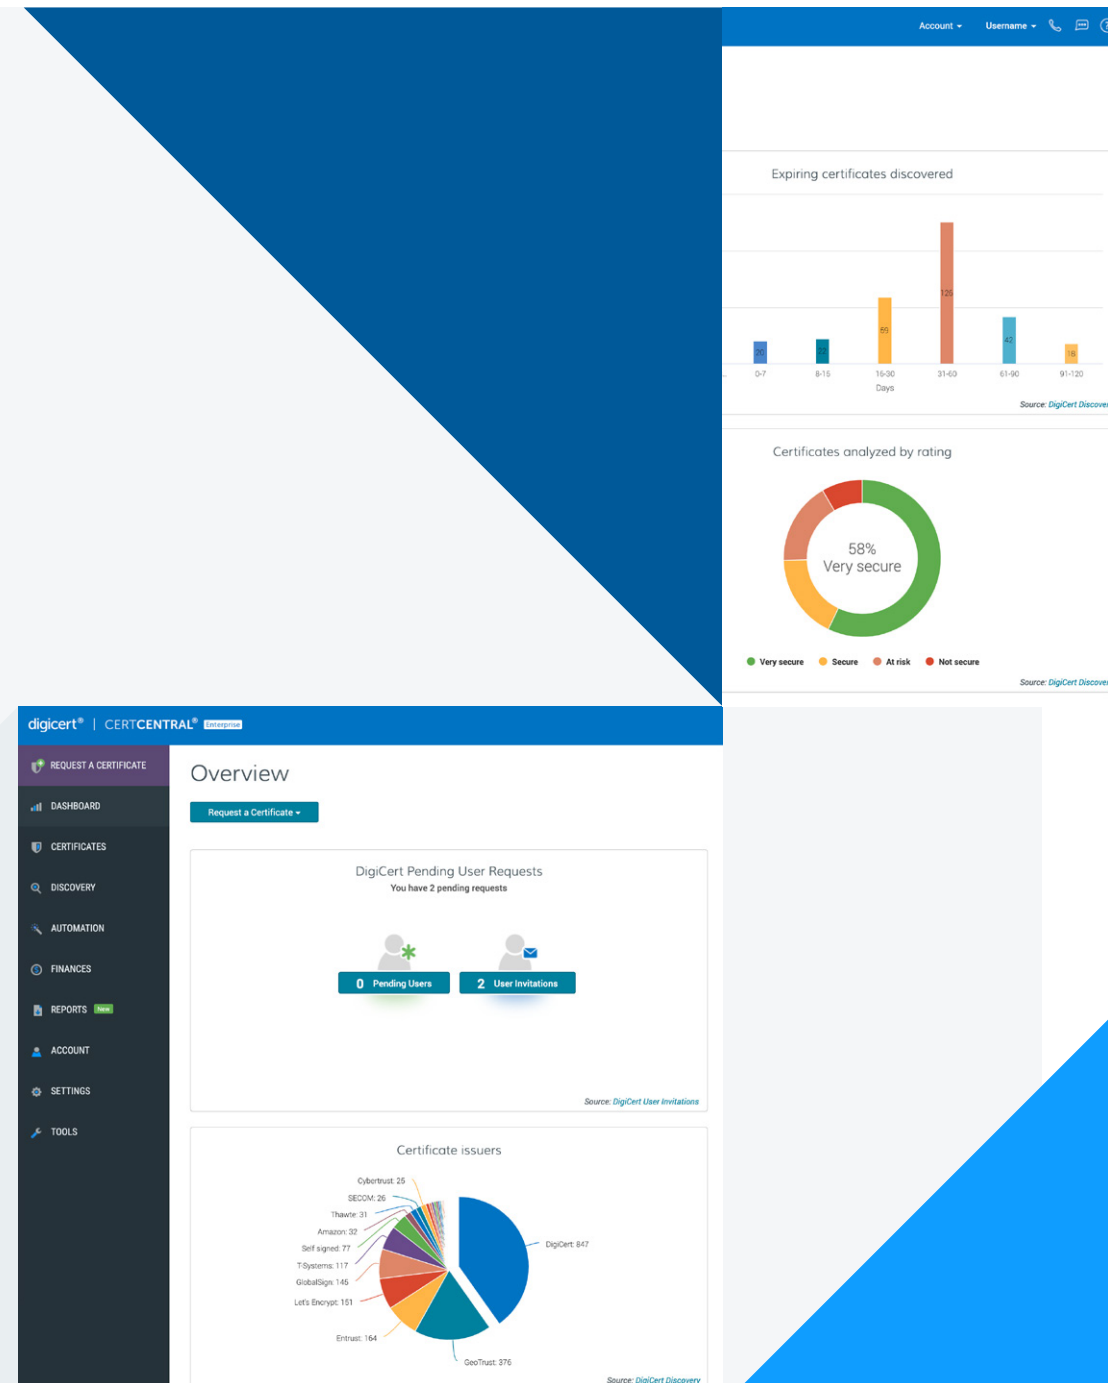 Account
Username
Expiring certificates discovered
20
22
59
125
42
18
0-7
8-15
16-30
31-60
61-90
91-120
Days
Source: DigiCert Discover
Certificates analyzed by rating
58%
Very secure
Very secure
Secure
At risk
Not secure
Source: DigiCert Discover
digicert® | CERTCENTRAL® Enterprise
REQUEST A CERTIFICATE
DASHBOARD
CERTIFICATES
DISCOVERY
AUTOMATION
FINANCES
REPORTS New
ACCOUNT
SETTINGS
TOOLS
Overview
Request a Certificate
DigiCert Pending User Requests
You have 2 pending requests
0 Pending Users
2 User Invitations
Source: DigiCert User Invitations
Certificate issuers
Cybertrust: 25
SECOM: 26
Thawte: 31
Amazon: 32
Self signed: 77
T-Systems: 117
GlobalSign: 145
Let's Encrypt: 151
Entrust: 164
GeoTrust: 376
DigiCert: 847
Source: DigiCert Discovery